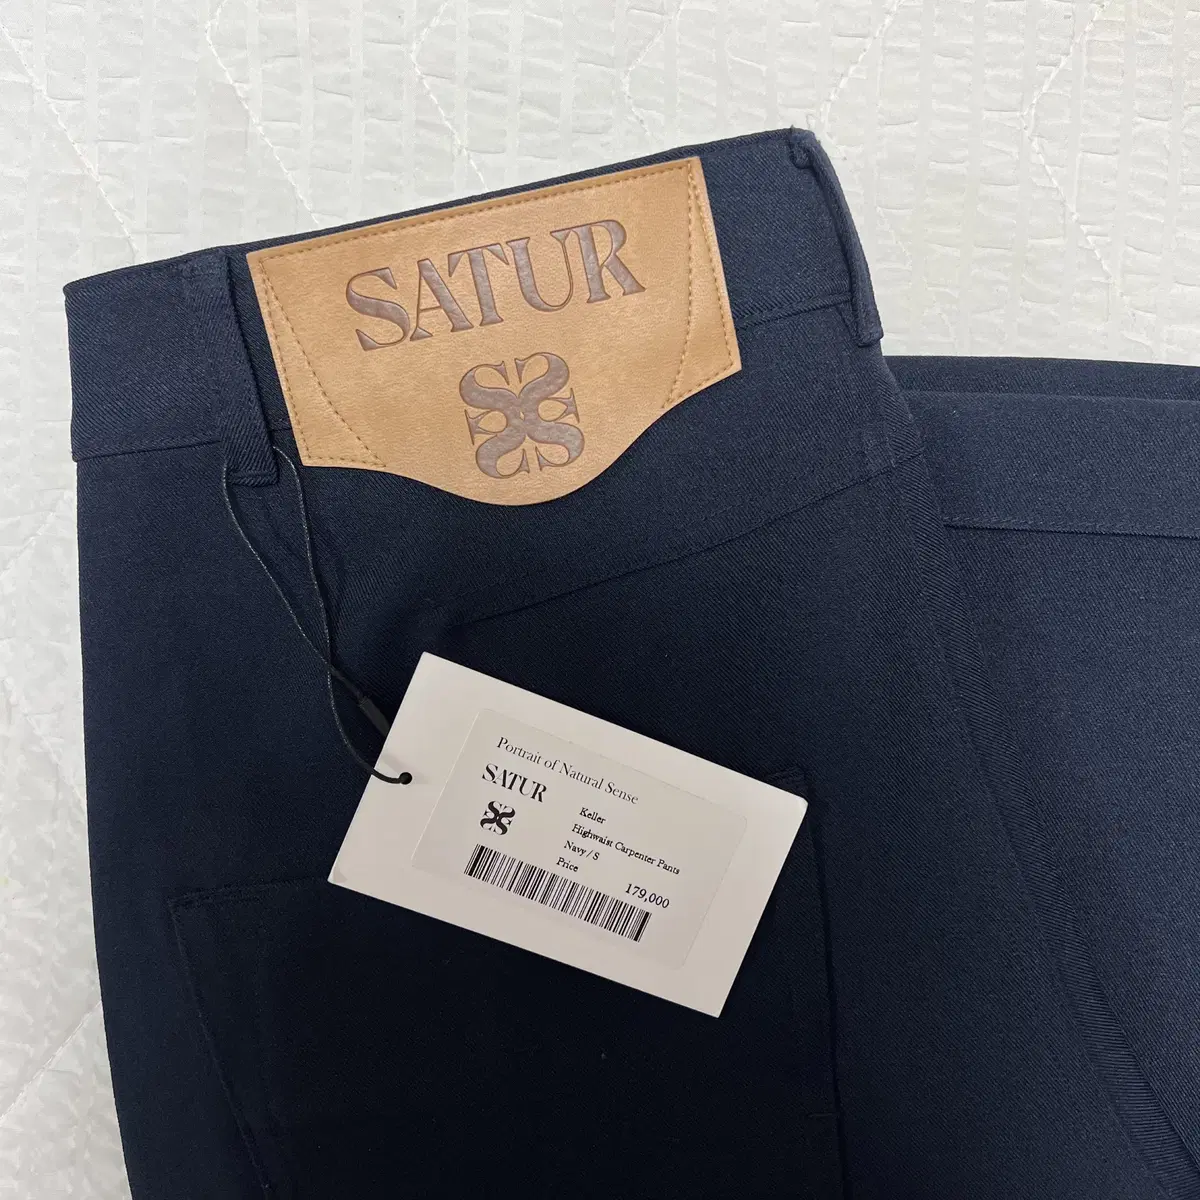 SATUR
Portrait of Natural Sense
SATUR
Keller
Highwaist Carpenter Pants
Navy / S
Price
179,000